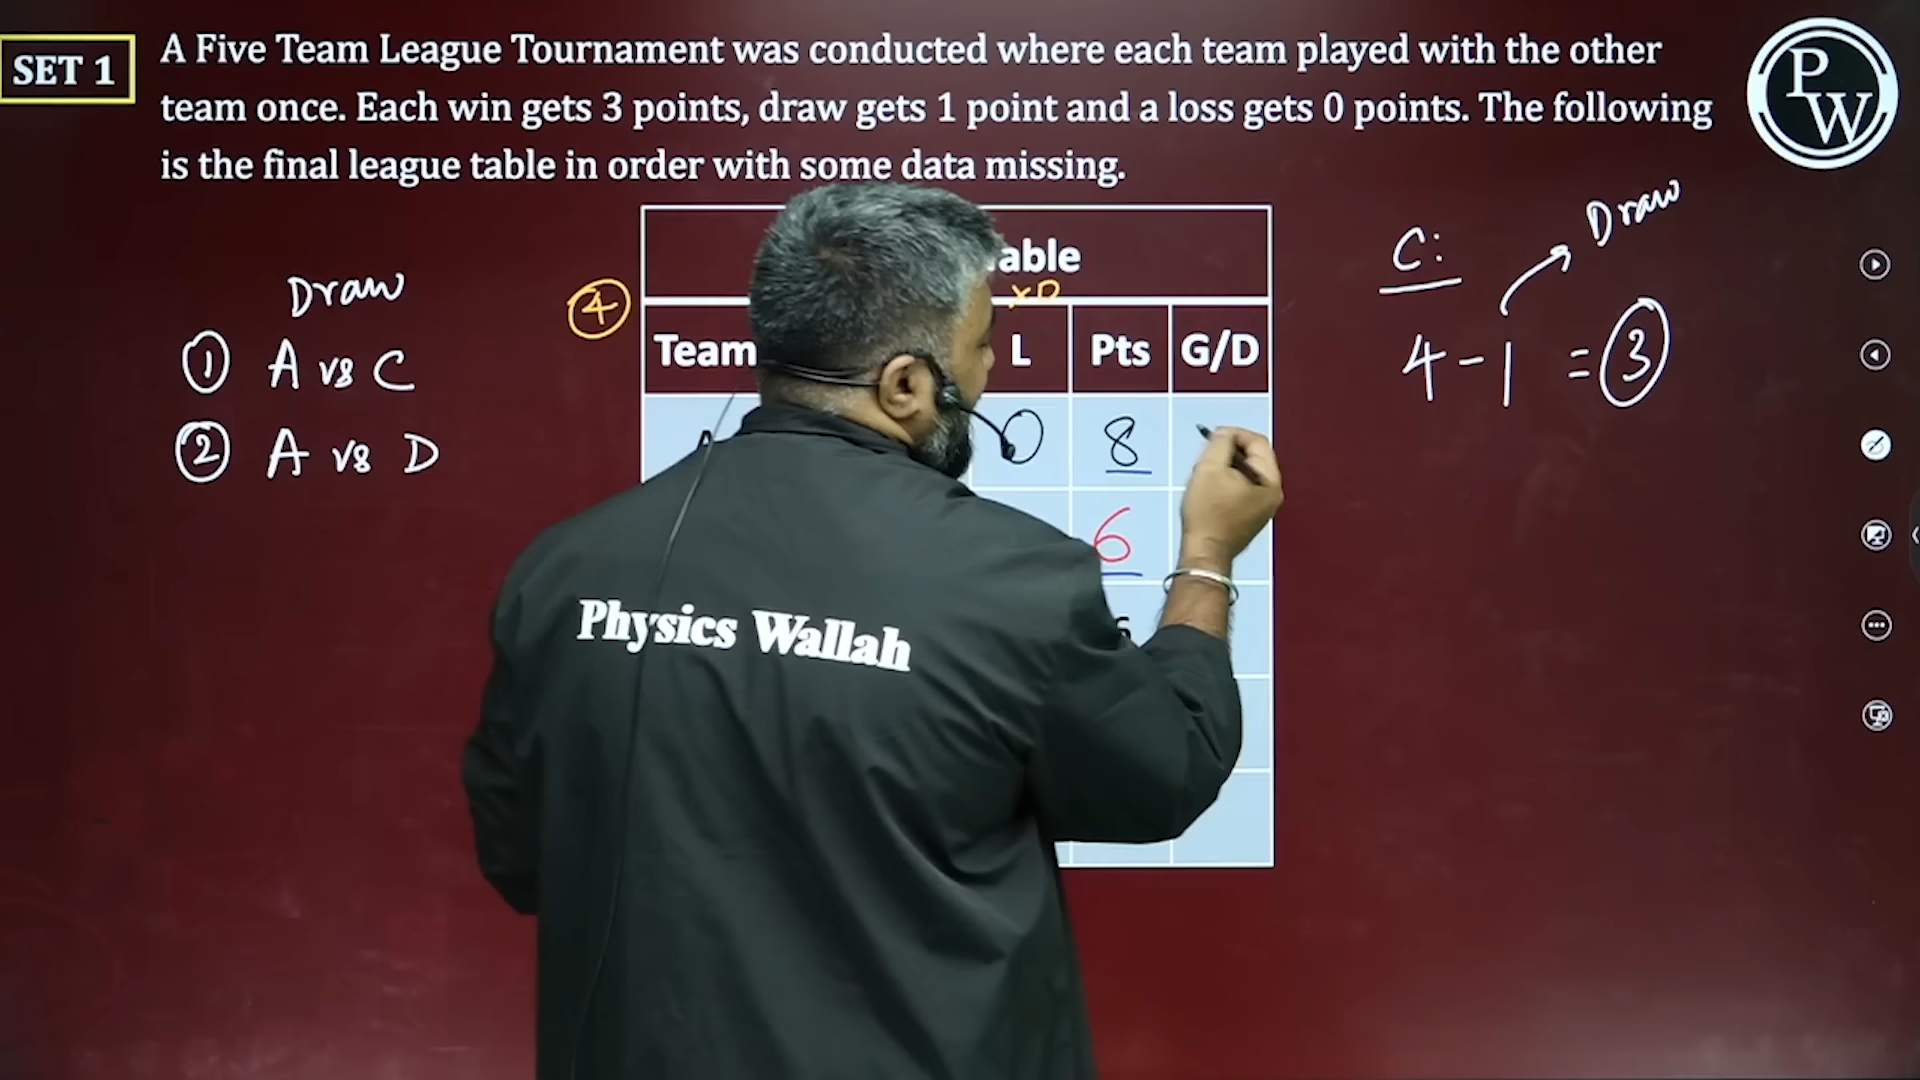 SET 1
A Five Team League Tournament was conducted where each team played with the other
team once. Each win gets 3 points, draw gets 1 point and a loss gets 0 points. The following
is the final league table in order with some data missing.
P
W
able
×D
4
Team L Pts G/D
A 0 8
6
6
Draw
① A vs C
② A vs D
C:
Draw
4 - 1 = 3
Physics Wallah